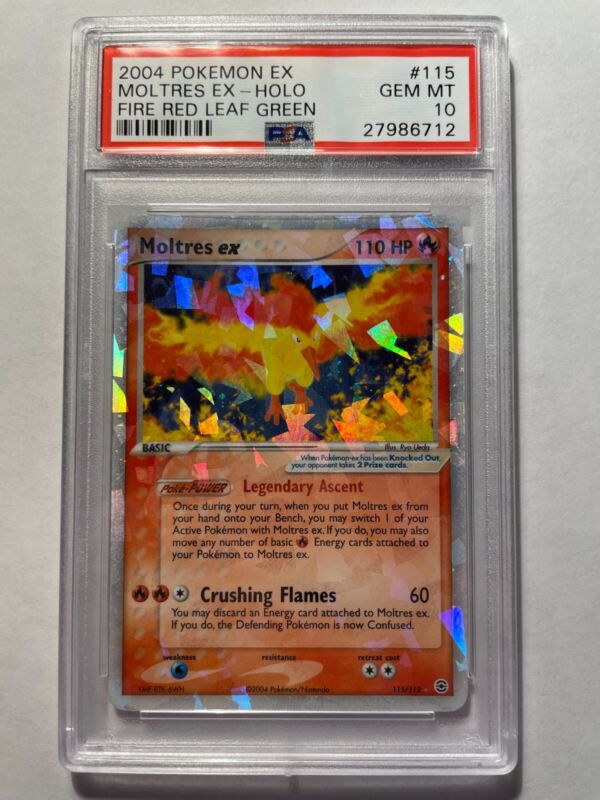 2004 POKEMON EX #115
MOLTRES EX-HOLO GEM MT
FIRE RED LEAF GREEN 10
PSA 27986712
Moltres ex 110 HP
BASIC
Illus. Ryo Ueda
When Pokémon-ex has been Knocked Out,
your opponent takes 2 Prize cards.
Poké-POWER Legendary Ascent
Once during your turn, when you put Moltres ex from
your hand onto your Bench, you may switch 1 of your
Active Pokémon with Moltres ex. If you do, you may also
move any number of basic Energy cards attached to
your Pokémon to Moltres ex.
Crushing Flames 60
You may discard an Energy card attached to Moltres ex.
If you do, the Defending Pokémon is now Confused.
weakness resistance retreat cost
©2004 Pokémon/Nintendo 115/112